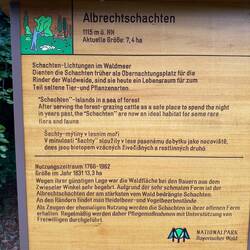 Albrechtschachten
1115 m ü. NN
Aktuelle Größe: 7,4 ha
Schachten-Lichtungen im Waldmeer
Dienten die Schachten früher als Übernachtungsplatz für die
Rinder der Waldweide, sind sie heute ein Lebensraum für zum
Teil seltene Tier-und Pflanzenarten.
"Schachten"-Islands in a sea of forest
After serving the forest-grezing cattle as a safe place to spend the night
in years past, the "Schachten" are now an ideal habitat for some rare
flora and fauna
Šachty-mýtiny v lesním moři
V minulosti "šachty" sloužily v lese pasenému dobytku jako nocoviště,
dnes jsou biotopem vzácných živočišných a rostlinných druhů
Nutzungszeitraum 1766-1962
Größe im Jahr 1831 13,3 ha
Wegen ihrer günstigen Lage war die Waldfläche bei den Bauern aus dem
Zwieseler Winkel sehr begehrt. Aufgrund der sehr schmalen Form ist der
Albrechtschachten der am stärksten vom Wald bedrängte Schachten.
An den Rändern findet man Heidelbeer- und Vogelbeerbestände
Als Zeugen der ehemaligen Nutzung werden die Schachten in ihrer offenen Form
erhalten. Regelmäßig werden daher Pflegemaßnahmen mit Unterstützung von
Freiwilligen durchgeführt.
NATIONALPARK
Bayerischer Wald